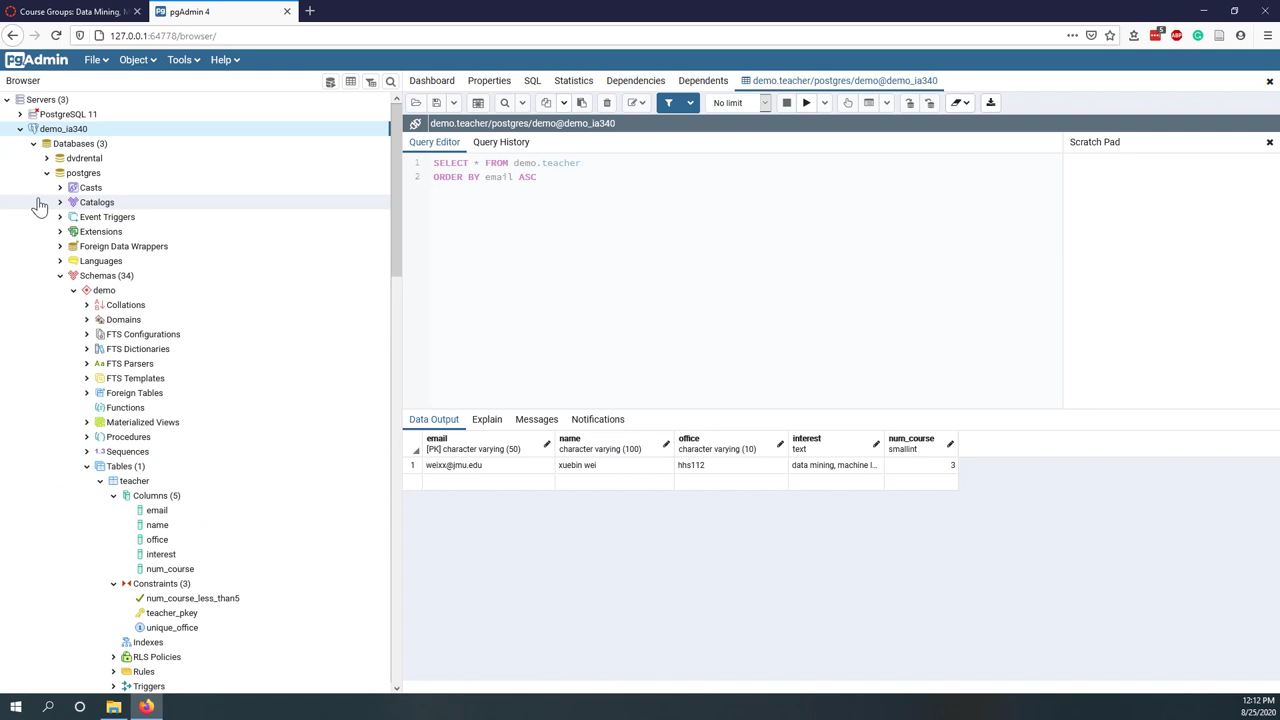 Course Groups: Data Mining, M
pgAdmin 4
127.0.0.1:64778/browser/
6
ABP
pgAdmin File Object Tools Help
Browser
Dashboard Properties SQL Statistics Dependencies Dependents demo.teacher/postgres/demo@demo_ia340
No limit
demo.teacher/postgres/demo@demo_ia340
Query Editor Query History
Scratch Pad
1 SELECT * FROM demo.teacher
2 ORDER BY email ASC
Servers (3)
PostgreSQL 11
demo_ia340
Databases (3)
dvdrental
postgres
Casts
Catalogs
Event Triggers
Extensions
Foreign Data Wrappers
Languages
Schemas (34)
demo
Collations
Domains
FTS Configurations
FTS Dictionaries
FTS Parsers
FTS Templates
Foreign Tables
Functions
Materialized Views
Procedures
Sequences
Tables (1)
teacher
Columns (5)
email
name
office
interest
num_course
Constraints (3)
num_course_less_than5
teacher_pkey
unique_office
Indexes
RLS Policies
Rules
Triggers
Data Output Explain Messages Notifications
email name office interest num_course
[PK] character varying (50) character varying (100) character varying (10) text smallint
1 weixx@jmu.edu xuebin wei hhs112 data mining, machine l... 3
12:12 PM
8/25/2020